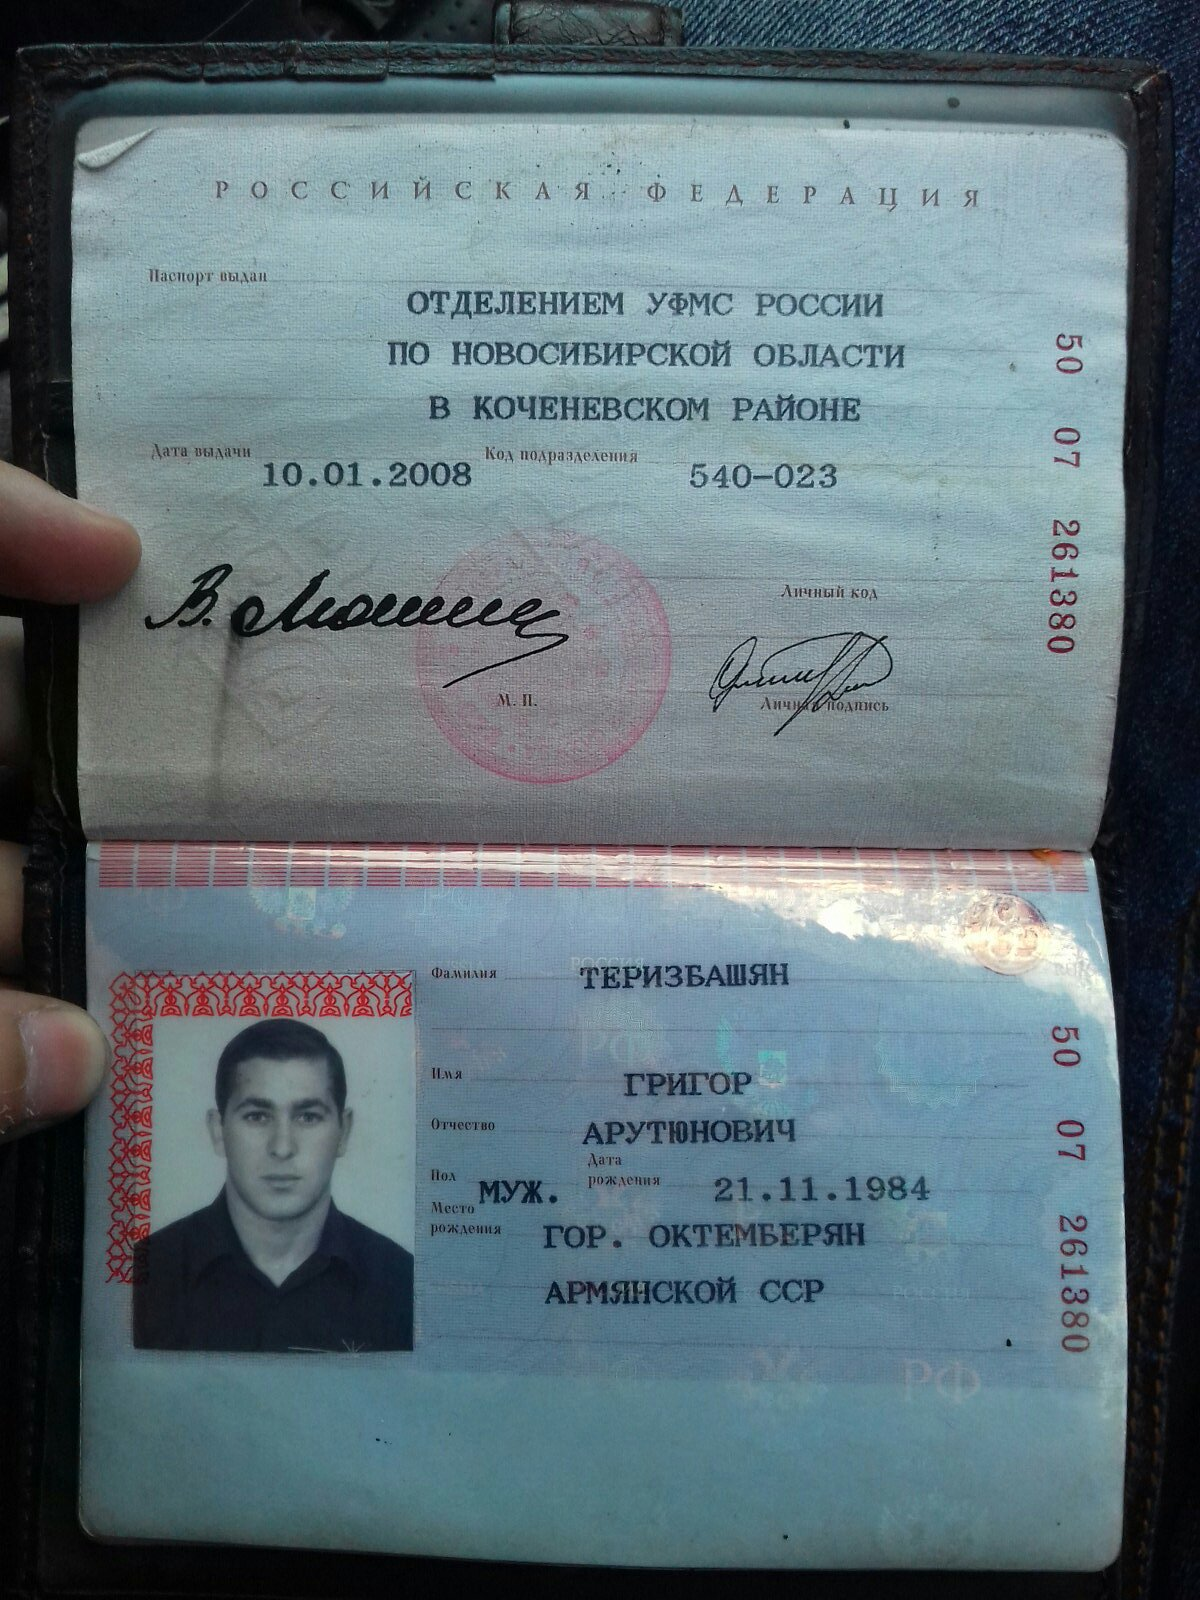 РОССИЙСКАЯ ФЕДЕРАЦИЯ
Паспорт выдан
ОТДЕЛЕНИЕМ УФМС РОССИИ
ПО НОВОСИБИРСКОЙ ОБЛАСТИ
В КОЧЕНЕВСКОМ РАЙОНЕ
Дата выдачи 10.01.2008 Код подразделения 540-023
Личный код
М. П.
Личная подпись
50 07 261380
Фамилия ТЕРИЗБАШЯН
Имя ГРИГОР
Отчество АРУТЮНОВИЧ
Пол МУЖ. Дата рождения 21.11.1984
Место рождения ГОР. ОКТЕМБЕРЯН
АРМЯНСКОЙ ССР
50 07 261380
РФ